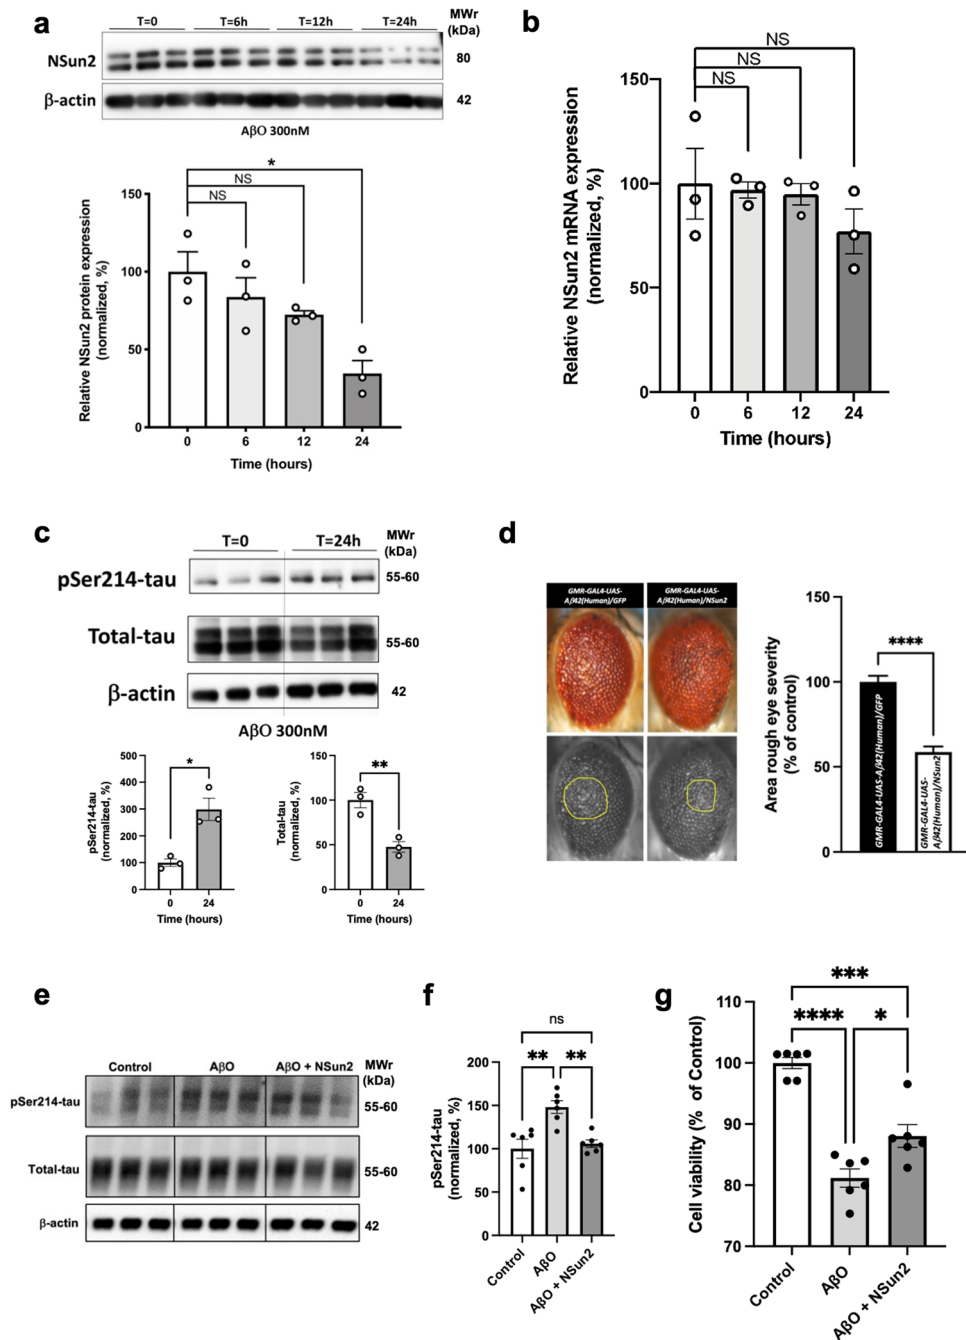 a
T=0 T=6h T=12h T=24h
MWr
(kDa)
NSun2
80
β-actin
42
AβO 300nM
*
NS
NS
150
100
50
0
Relative NSun2 protein expression
(normalized, %)
0 6 12 24
Time (hours)
b
NS
NS
NS
150
100
50
0
Relative NSun2 mRNA expression
(normalized, %)
0 6 12 24
Time (hours)
c
T=0 T=24h
MWr
(kDa)
pSer214-tau
55-60
Total-tau
55-60
β-actin
42
AβO 300nM
500
400
300
200
100
0
*
pSer214-tau
(normalized, %)
0 24
Time (hours)
150
100
50
0
**
Total-tau
(normalized, %)
0 24
Time (hours)
d
GMR-GAL4-UAS-
Aβ42(Human)/GFP
GMR-GAL4-UAS-
Aβ42(Human)/NSun2
150
100
50
0
****
Area rough eye severity
(% of control)
GMR-GAL4-UAS-Aβ42(Human)/GFP
GMR-GAL4-UAS-
Aβ42(Human)/NSun2
e
Control AβO AβO + NSun2
MWr
(kDa)
pSer214-tau
55-60
Total-tau
55-60
β-actin
42
f
ns
** **
200
150
100
50
0
pSer214-tau
(normalized, %)
Control
AβO
AβO + NSun2
g
***
**** *
110
100
90
80
70
Cell viability (% of Control)
Control
AβO
AβO + NSun2